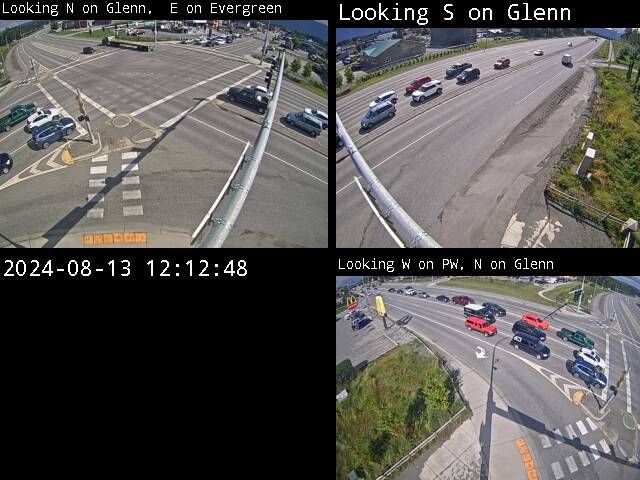 Looking N on Glenn, E on Evergreen
Looking S on Glenn
2024-08-13 12:12:48
Looking W on PW, N on Glenn